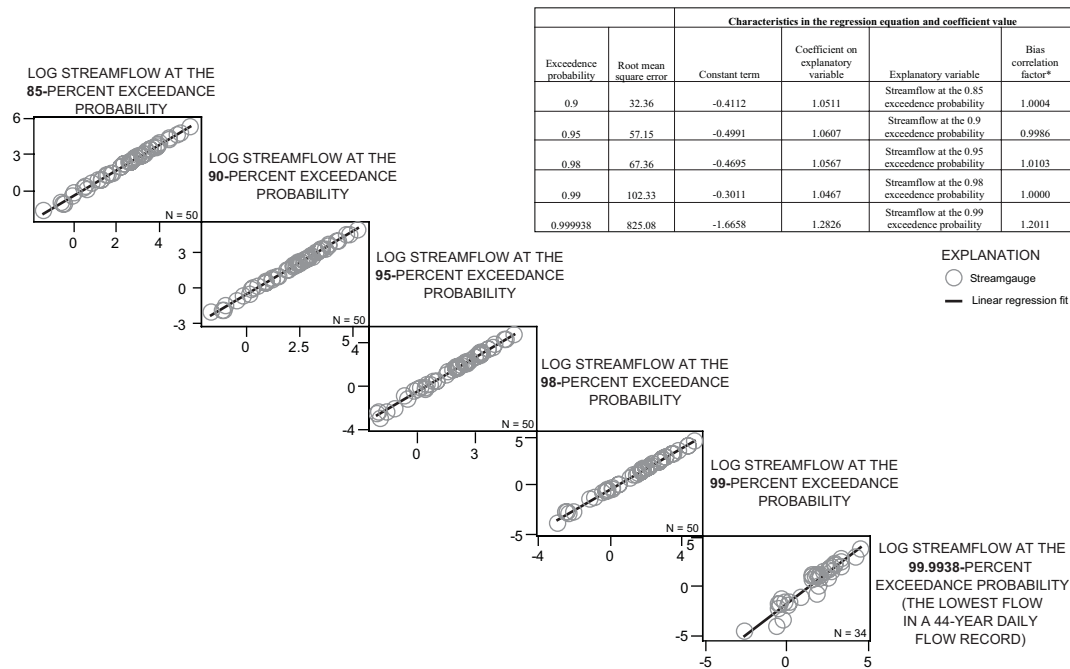 Characteristics in the regression equation and coefficient value
Exceedence probability
Root mean square error
Constant term
Coefficient on explanatory variable
Explanatory variable
Bias correlation factor*
0.9 32.36 -0.4112 1.0511 Streamflow at the 0.85 exceedence probability 1.0004
0.95 57.15 -0.4991 1.0607 Streamflow at the 0.9 exceedence probability 0.9986
0.98 67.36 -0.4695 1.0567 Streamflow at the 0.95 exceedence probability 1.0103
0.99 102.33 -0.3011 1.0467 Streamflow at the 0.98 exceedence probability 1.0000
0.999938 825.08 -1.6658 1.2826 Streamflow at the 0.99 exceedence probaility 1.2011
EXPLANATION
Streamgauge
Linear regression fit
LOG STREAMFLOW AT THE
85-PERCENT EXCEEDANCE
PROBABILITY
6
3
0
N = 50
0 2 4
LOG STREAMFLOW AT THE
90-PERCENT EXCEEDANCE
PROBABILITY
3
0
-3
N = 50
0 2.5 5
LOG STREAMFLOW AT THE
95-PERCENT EXCEEDANCE
PROBABILITY
4
0
-4
N = 50
0 3
LOG STREAMFLOW AT THE
98-PERCENT EXCEEDANCE
PROBABILITY
5
0
-5
N = 50
-4 0 4
LOG STREAMFLOW AT THE
99-PERCENT EXCEEDANCE
PROBABILITY
5
0
-5
N = 34
-5 0 5
LOG STREAMFLOW AT THE
99.9938-PERCENT
EXCEEDANCE PROBABILITY
(THE LOWEST FLOW
IN A 44-YEAR DAILY
FLOW RECORD)